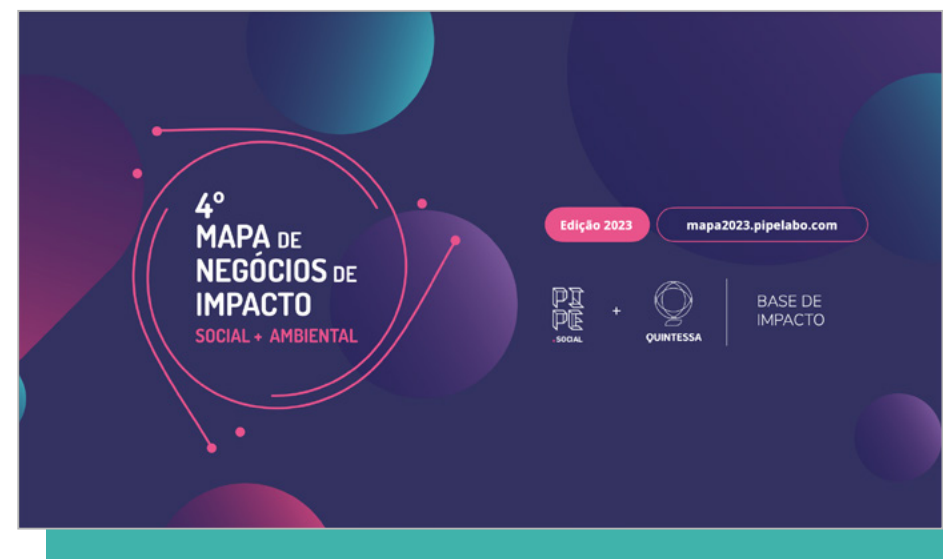 4º
MAPA DE
NEGÓCIOS DE
IMPACTO
SOCIAL + AMBIENTAL
Edição 2023
mapa2023.pipelabo.com
PI
PE
.SOCIAL
+
QUINTESSA
BASE DE
IMPACTO